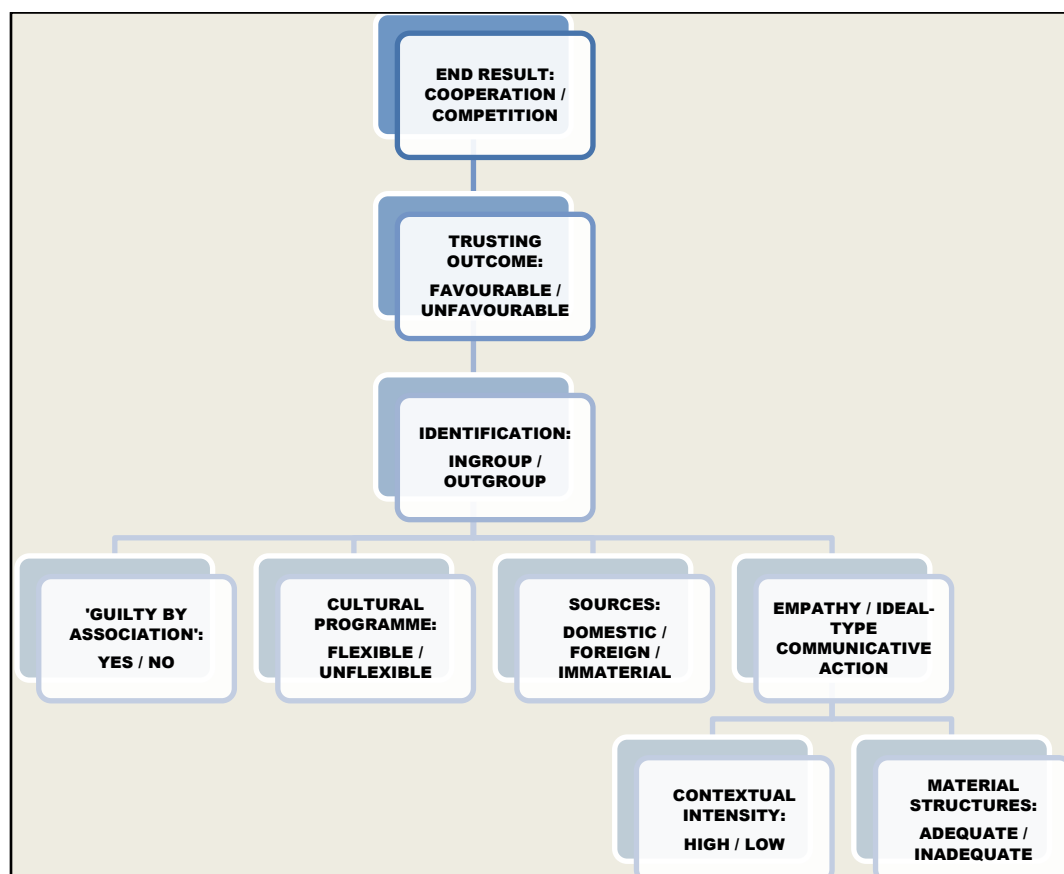 END RESULT:
COOPERATION /
COMPETITION
TRUSTING
OUTCOME:
FAVOURABLE /
UNFAVOURABLE
IDENTIFICATION:
INGROUP /
OUTGROUP
'GUILTY BY
ASSOCIATION':
YES / NO
CULTURAL
PROGRAMME:
FLEXIBLE /
UNFLEXIBLE
SOURCES:
DOMESTIC /
FOREIGN /
IMMATERIAL
EMPATHY / IDEAL-
TYPE
COMMUNICATIVE
ACTION
CONTEXTUAL
INTENSITY:
HIGH / LOW
MATERIAL
STRUCTURES:
ADEQUATE /
INADEQUATE